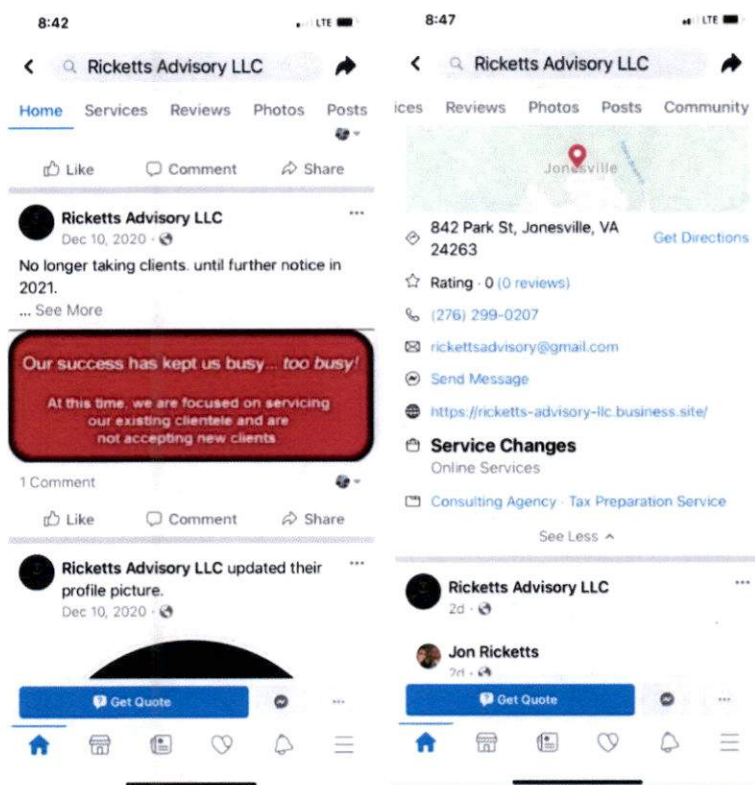 8:42
LTE
Ricketts Advisory LLC
Home Services Reviews Photos Posts
Like Comment Share
Ricketts Advisory LLC
Dec 10, 2020 ·
No longer taking clients. until further notice in
2021.
... See More
Our success has kept us busy... too busy!
At this time, we are focused on servicing
our existing clientele and are
not accepting new clients
1 Comment
Like Comment Share
Ricketts Advisory LLC updated their
profile picture.
Dec 10, 2020 ·
Get Quote
8:47
LTE
Ricketts Advisory LLC
ices Reviews Photos Posts Community
Jonesville
842 Park St, Jonesville, VA
24263
Get Directions
Rating · 0 (0 reviews)
(276) 299-0207
rickettsadvisory@gmail.com
Send Message
https://ricketts-advisory-llc.business.site/
Service Changes
Online Services
Consulting Agency · Tax Preparation Service
See Less
Ricketts Advisory LLC
2d ·
Jon Ricketts
2d ·
Get Quote